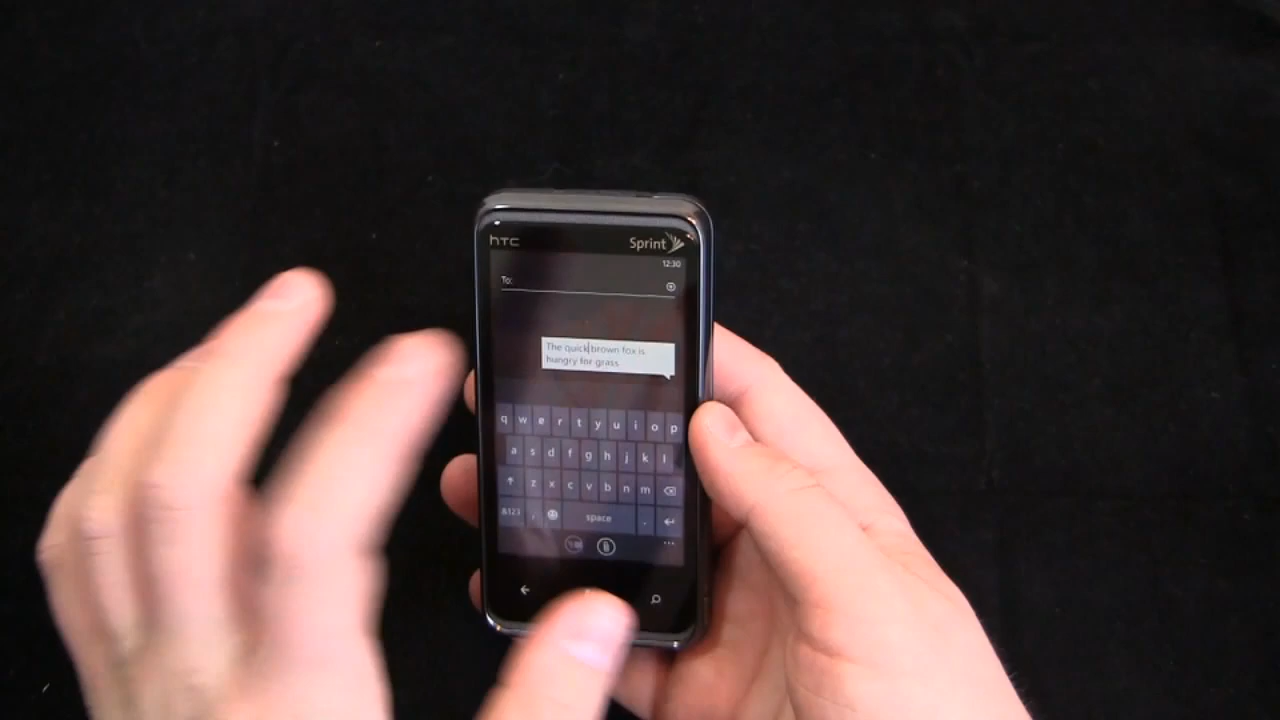 hTC Sprint
12:30
To:
The quick brown fox is
hungry for grass
q w e r t y u i o p
a s d f g h j k l
z x c v b n m
&123 , space .
...